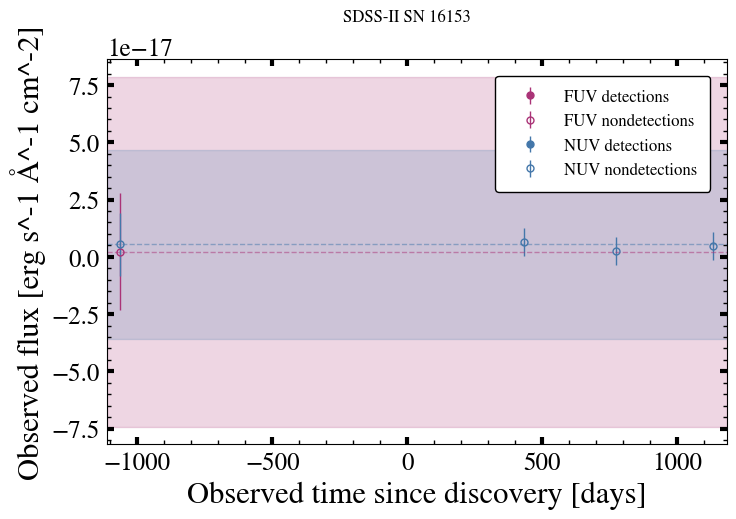 SDSS-II SN 16153
1e−17
Observed flux [erg s^-1 Å^-1 cm^-2]
7.5
5.0
2.5
0.0
−2.5
−5.0
−7.5
FUV detections
FUV nondetections
NUV detections
NUV nondetections
−1000 −500 0 500 1000
Observed time since discovery [days]